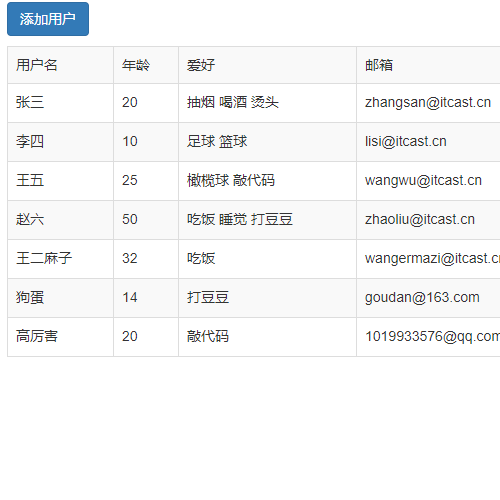 添加用户
用户名 年龄 爱好 邮箱
张三 20 抽烟 喝酒 烫头 zhangsan@itcast.cn
李四 10 足球 篮球 lisi@itcast.cn
王五 25 橄榄球 敲代码 wangwu@itcast.cn
赵六 50 吃饭 睡觉 打豆豆 zhaoliu@itcast.cn
王二麻子 32 吃饭 wangermazi@itcast.c
狗蛋 14 打豆豆 goudan@163.com
高厉害 20 敲代码 1019933576@qq.com